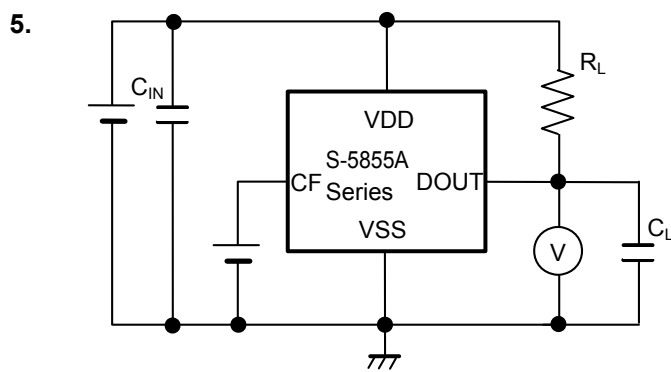 5.
C_IN
R_L
VDD
S-5855A
CF Series DOUT
VSS
V
C_L